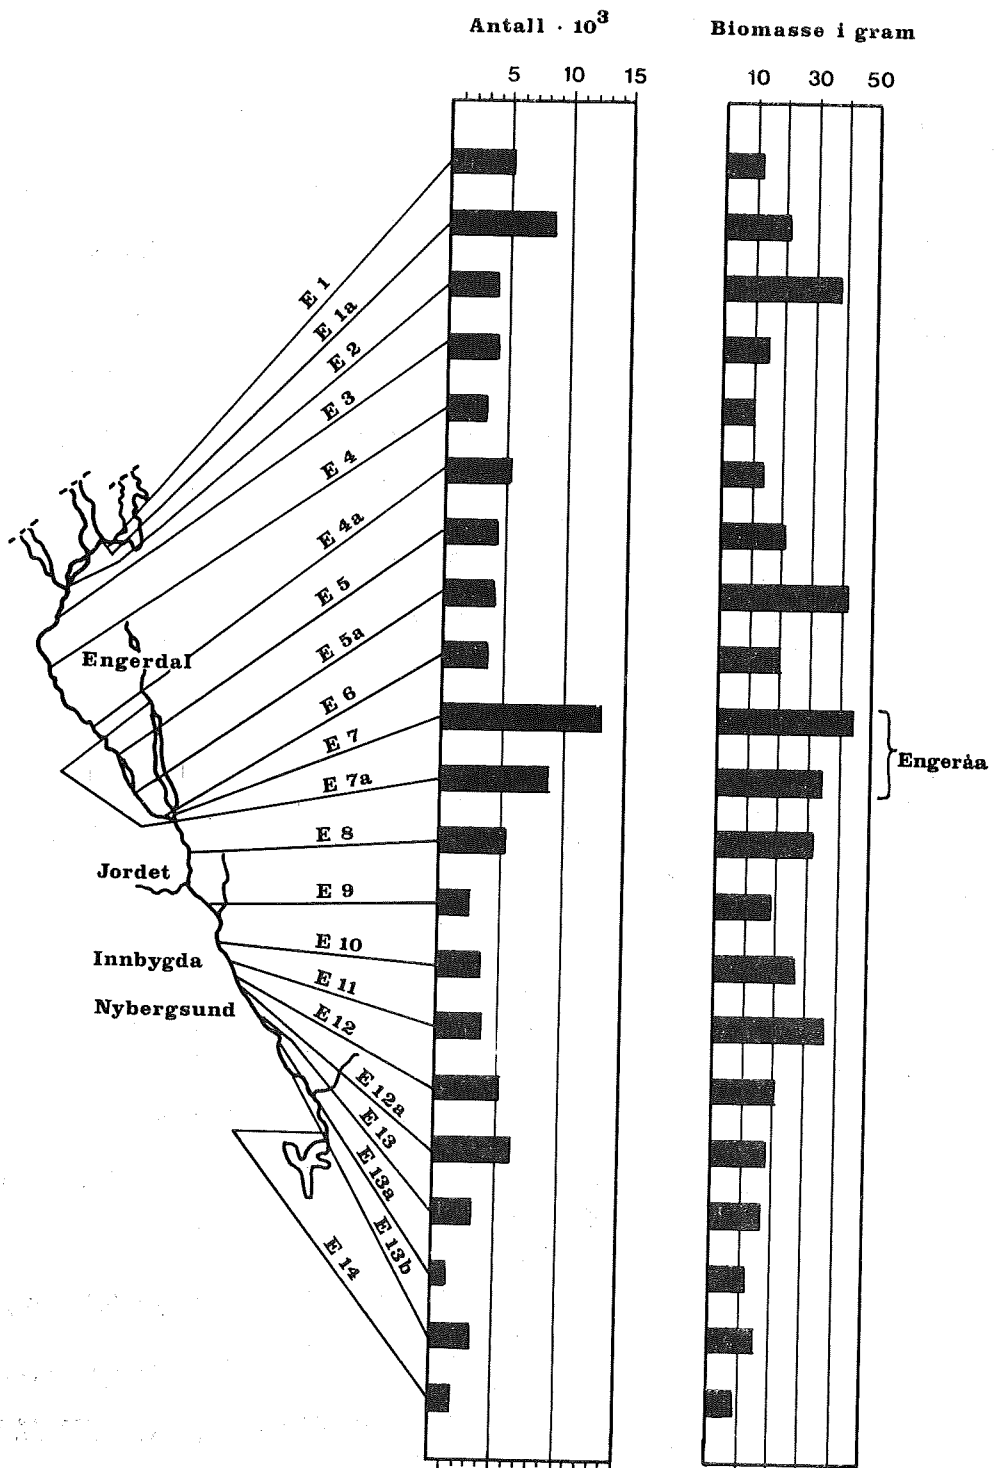 Antall · 10³
Biomasse i gram
5 10 15
10 30 50
E 1
E 1a
E 2
E 3
E 4
E 4a
E 5
E 5a
E 6
E 7
E 7a
E 8
E 9
E 10
E 11
E 12
E 12a
E 13
E 13a
E 13b
E 14
Engerdal
Engeråa
Jordet
Innbygda
Nybergsund